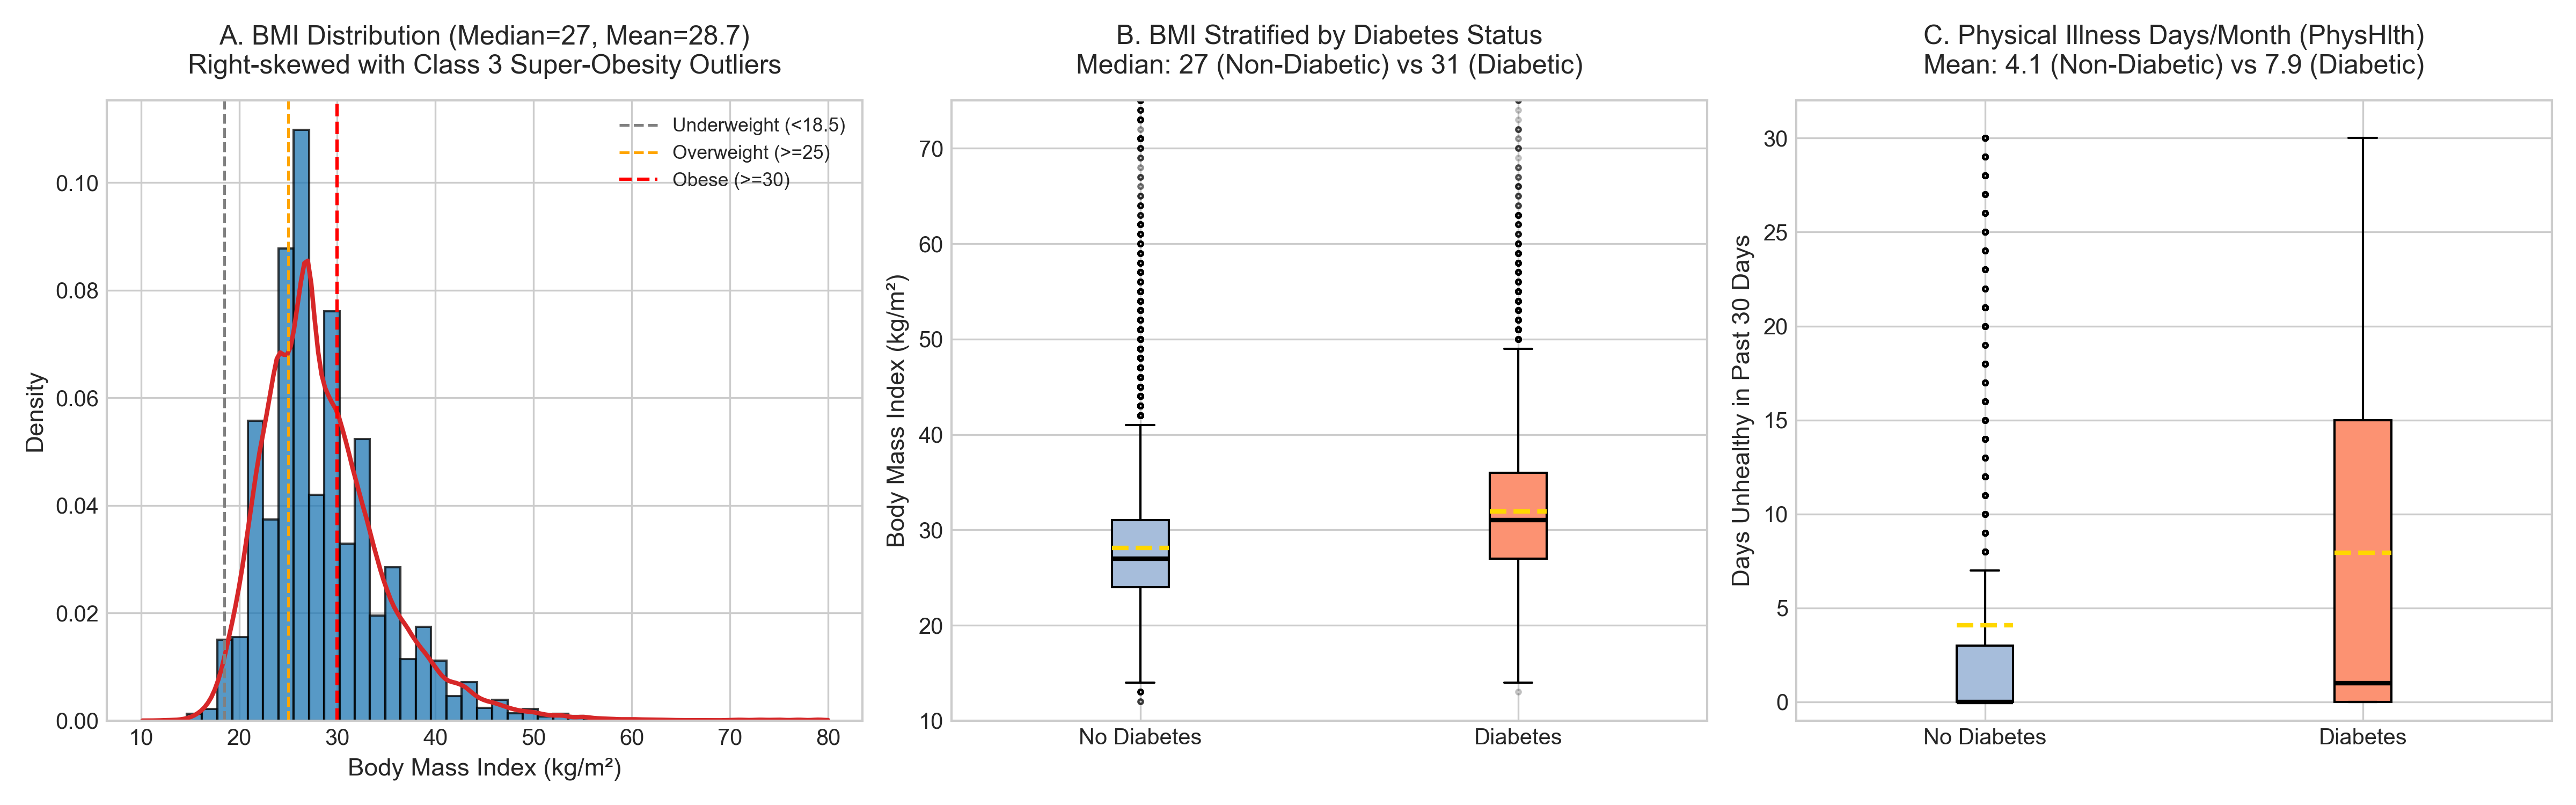 A. BMI Distribution (Median=27, Mean=28.7)
Right-skewed with Class 3 Super-Obesity Outliers
Underweight (<18.5)
Overweight (>=25)
Obese (>=30)
Density
0.10
0.08
0.06
0.04
0.02
0.00
10 20 30 40 50 60 70 80
Body Mass Index (kg/m²)
B. BMI Stratified by Diabetes Status
Median: 27 (Non-Diabetic) vs 31 (Diabetic)
Body Mass Index (kg/m²)
70
60
50
40
30
20
10
No Diabetes Diabetes
C. Physical Illness Days/Month (PhysHlth)
Mean: 4.1 (Non-Diabetic) vs 7.9 (Diabetic)
Days Unhealthy in Past 30 Days
30
25
20
15
10
5
0
No Diabetes Diabetes